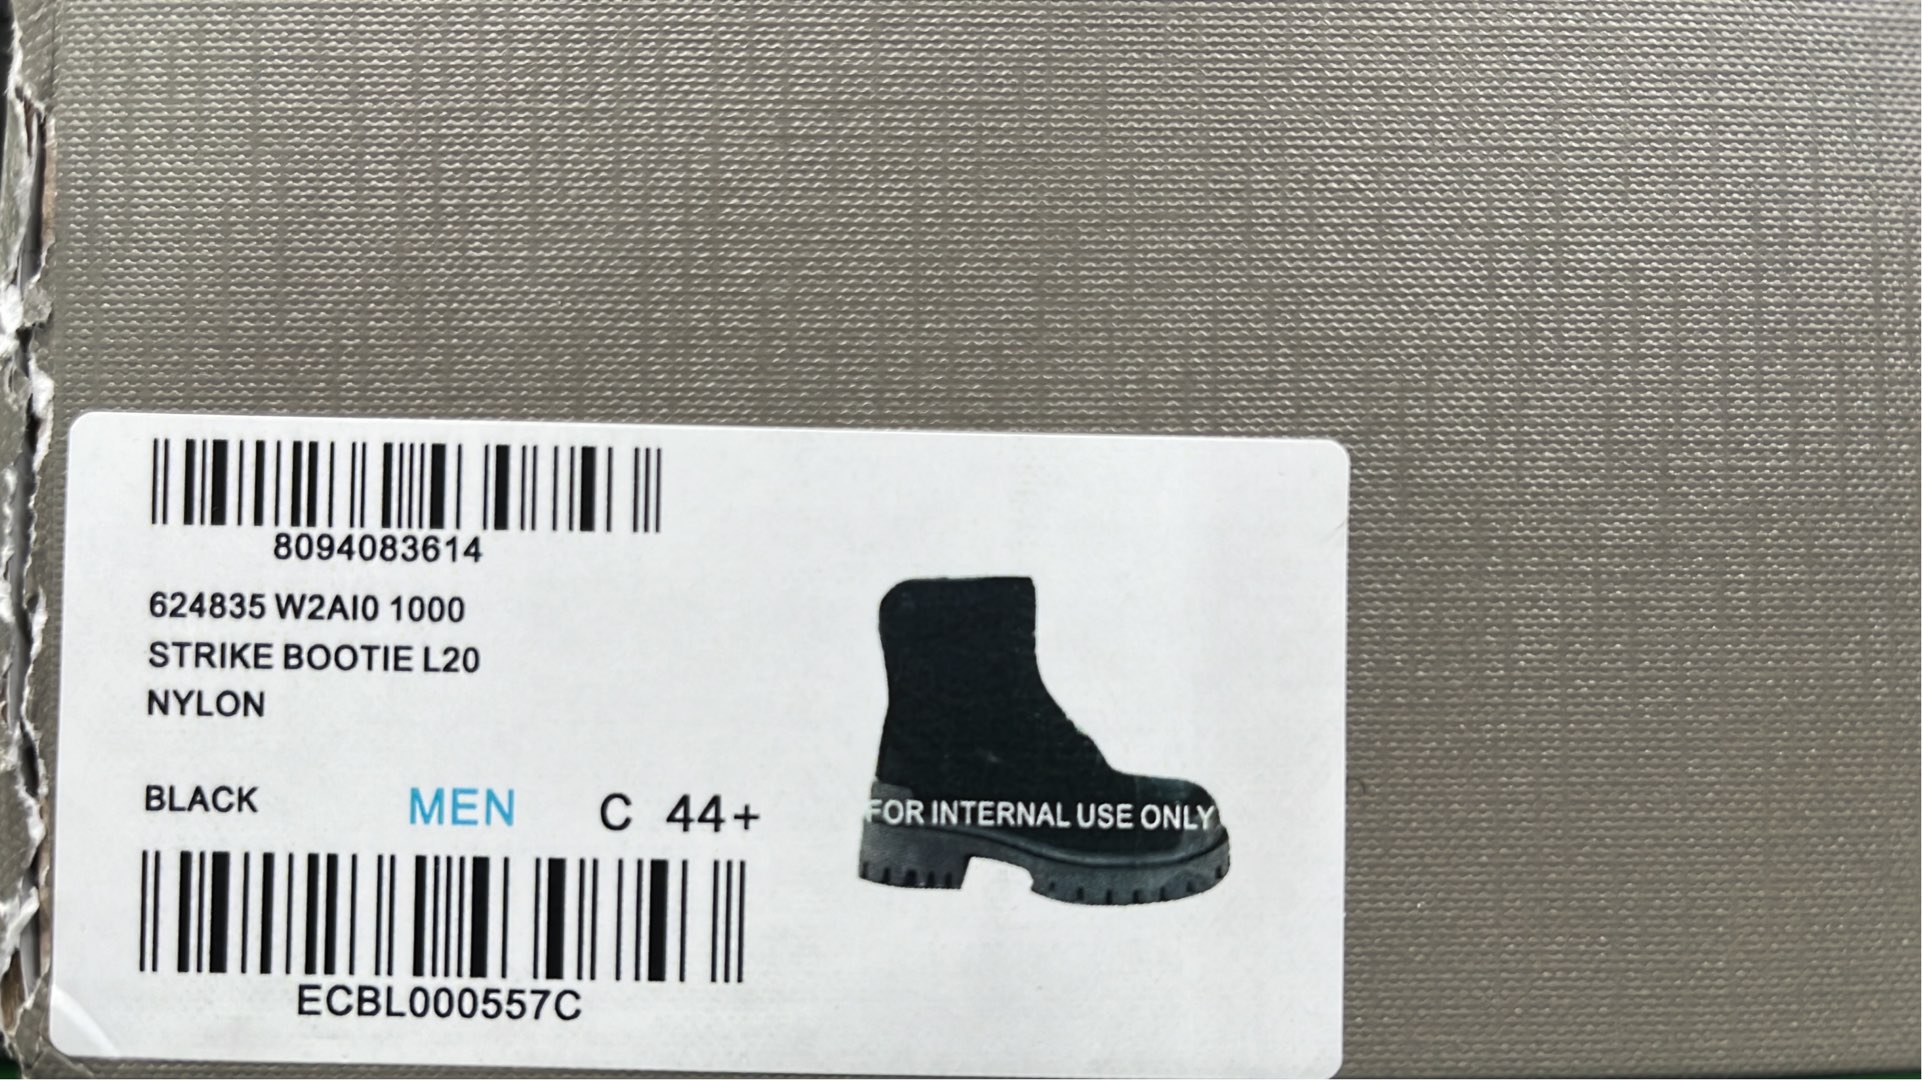 8094083614
624835 W2AI0 1000
STRIKE BOOTIE L20
NYLON
BLACK MEN C 44+
FOR INTERNAL USE ONLY
ECBL000557C